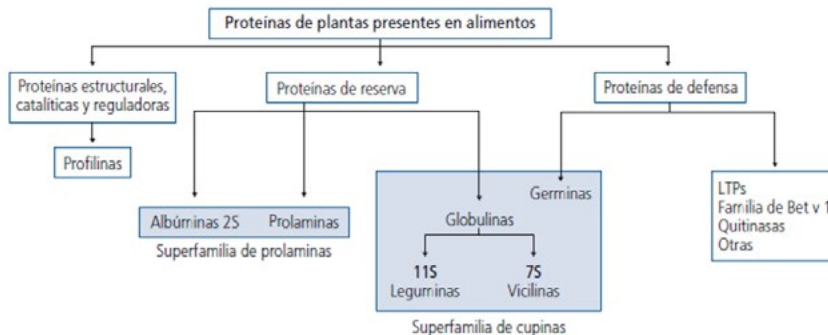 Proteínas de plantas presentes en alimentos
Proteínas estructurales,
catalíticas y reguladoras
Proteínas de reserva
Proteínas de defensa
Profilinas
Albúminas 2S
Prolaminas
Superfamilia de prolaminas
Germinas
Globulinas
11S
Leguminas
7S
Vicilinas
Superfamilia de cupinas
LTPs
Familia de Bet v 1
Quitinasas
Otras